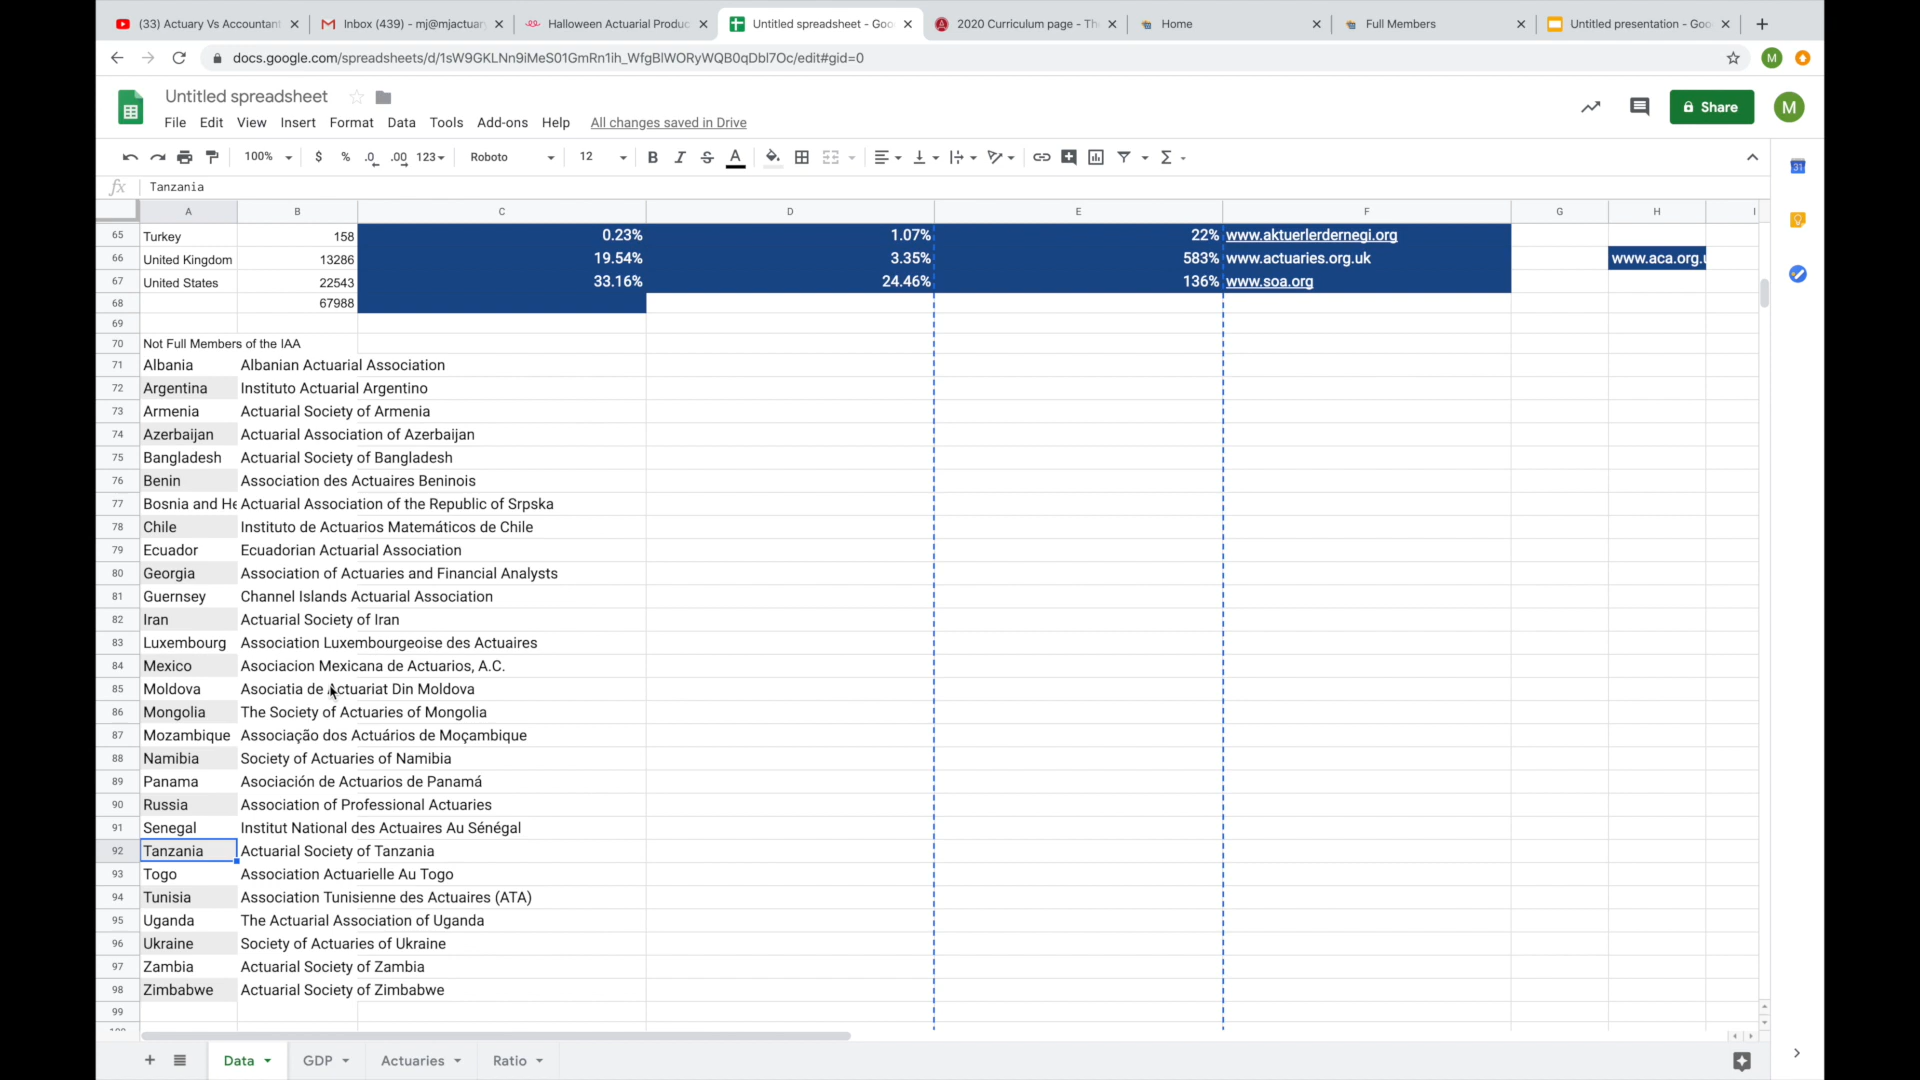 (33) Actuary Vs Accountant
Inbox (439) - mj@mjactuar
Halloween Actuarial Produc
Untitled spreadsheet - Goo
2020 Curriculum page - Th
Home
Full Members
Untitled presentation - Goo
docs.google.com/spreadsheets/d/1sW9GKLNn9iMeS01GmRn1ih_WfgBlWORyWQB0qDbl7Oc/edit#gid=0
M
Untitled spreadsheet
File Edit View Insert Format Data Tools Add-ons Help All changes saved in Drive
Share
M
100% $ % .0 .00 123 Roboto 12 B I S A Σ
31
fx Tanzania
A B C D E F G H I
65 Turkey 158 0.23% 1.07% 22% www.aktuerlerdernegi.org
66 United Kingdom 13286 19.54% 3.35% 583% www.actuaries.org.uk www.aca.org.u
67 United States 22543 33.16% 24.46% 136% www.soa.org
68 67988
69
70 Not Full Members of the IAA
71 Albania Albanian Actuarial Association
72 Argentina Instituto Actuarial Argentino
73 Armenia Actuarial Society of Armenia
74 Azerbaijan Actuarial Association of Azerbaijan
75 Bangladesh Actuarial Society of Bangladesh
76 Benin Association des Actuaires Beninois
77 Bosnia and He Actuarial Association of the Republic of Srpska
78 Chile Instituto de Actuarios Matemáticos de Chile
79 Ecuador Ecuadorian Actuarial Association
80 Georgia Association of Actuaries and Financial Analysts
81 Guernsey Channel Islands Actuarial Association
82 Iran Actuarial Society of Iran
83 Luxembourg Association Luxembourgeoise des Actuaires
84 Mexico Asociacion Mexicana de Actuarios, A.C.
85 Moldova Asociatia de Actuariat Din Moldova
86 Mongolia The Society of Actuaries of Mongolia
87 Mozambique Associação dos Actuários de Moçambique
88 Namibia Society of Actuaries of Namibia
89 Panama Asociación de Actuarios de Panamá
90 Russia Association of Professional Actuaries
91 Senegal Institut National des Actuaires Au Sénégal
92 Tanzania Actuarial Society of Tanzania
93 Togo Association Actuarielle Au Togo
94 Tunisia Association Tunisienne des Actuaires (ATA)
95 Uganda The Actuarial Association of Uganda
96 Ukraine Society of Actuaries of Ukraine
97 Zambia Actuarial Society of Zambia
98 Zimbabwe Actuarial Society of Zimbabwe
99
Data GDP Actuaries Ratio